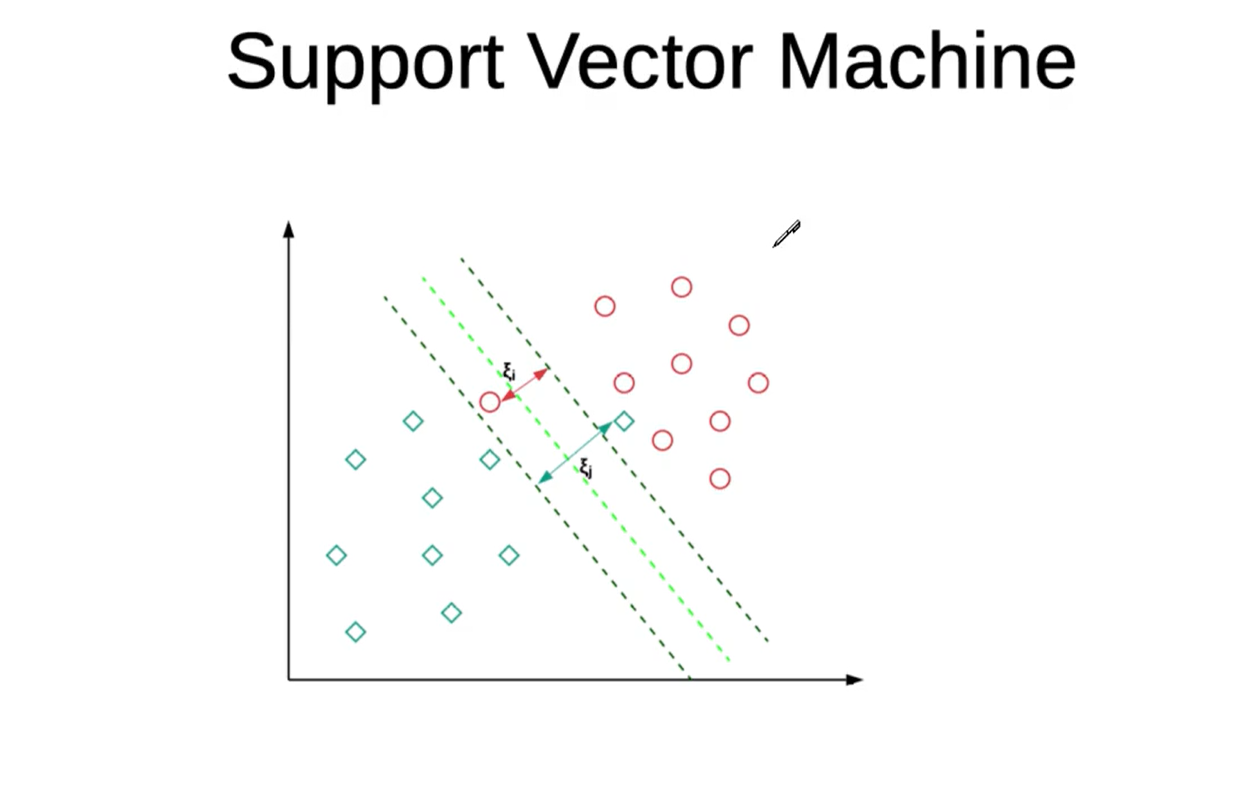 Support Vector Machine
ξi
ξj